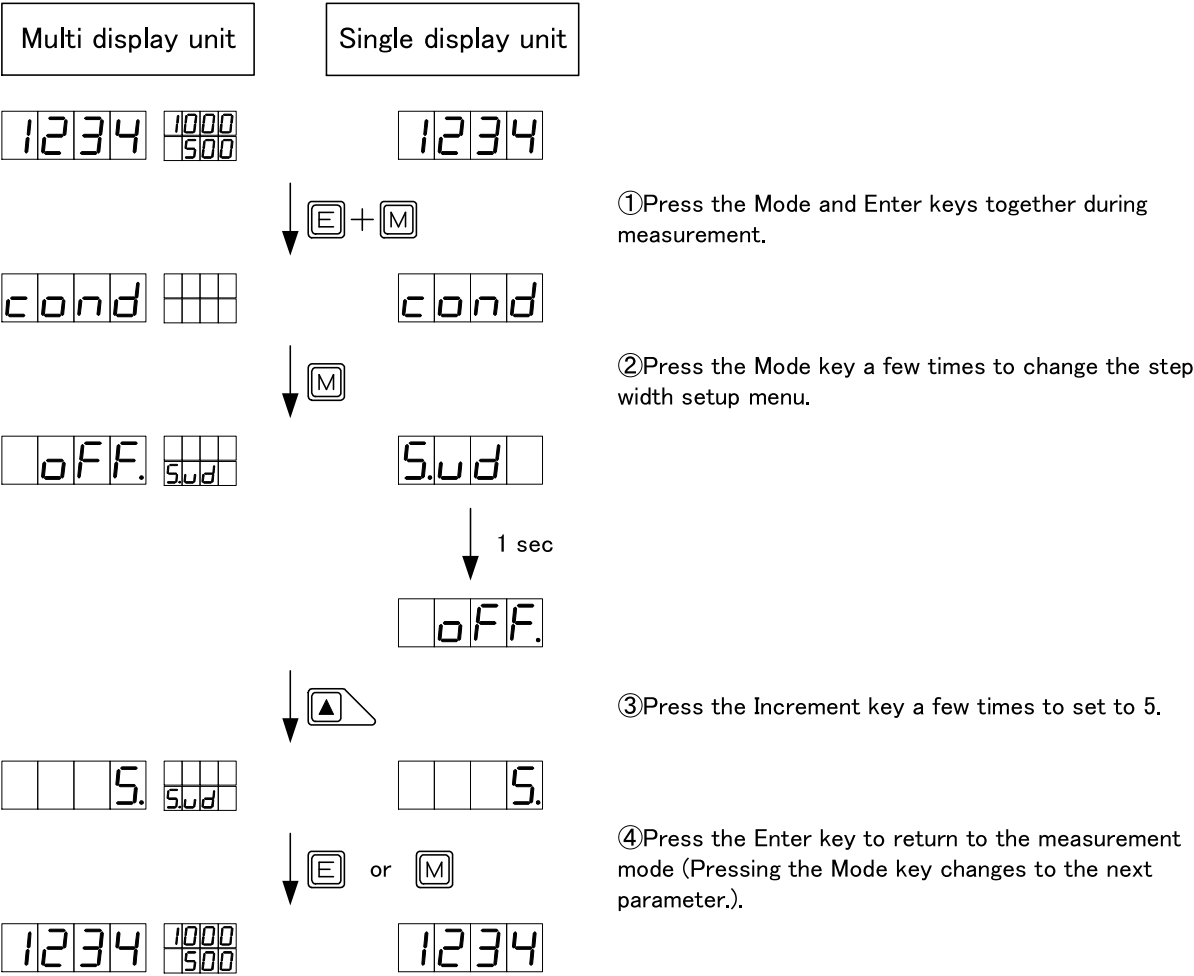 Multi display unit
Single display unit
1234
1000
500
1234
E + M
①Press the Mode and Enter keys together during
measurement.
cond
cond
M
②Press the Mode key a few times to change the step
width setup menu.
oFF.
S.ud
S.ud
1 sec
oFF.
▲
③Press the Increment key a few times to set to 5.
5.
S.ud
5.
E or M
④Press the Enter key to return to the measurement
mode (Pressing the Mode key changes to the next
parameter.).
1234
1000
500
1234